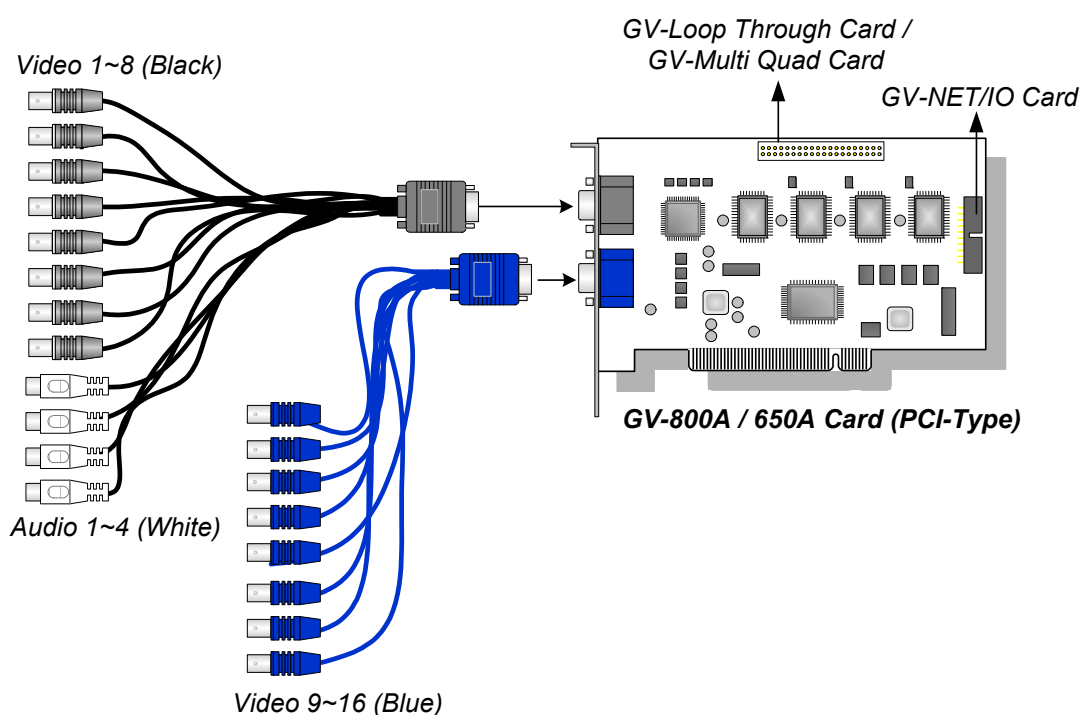 GV-Loop Through Card /
GV-Multi Quad Card
Video 1~8 (Black)
GV-NET/IO Card
GV-800A / 650A Card (PCI-Type)
Audio 1~4 (White)
Video 9~16 (Blue)